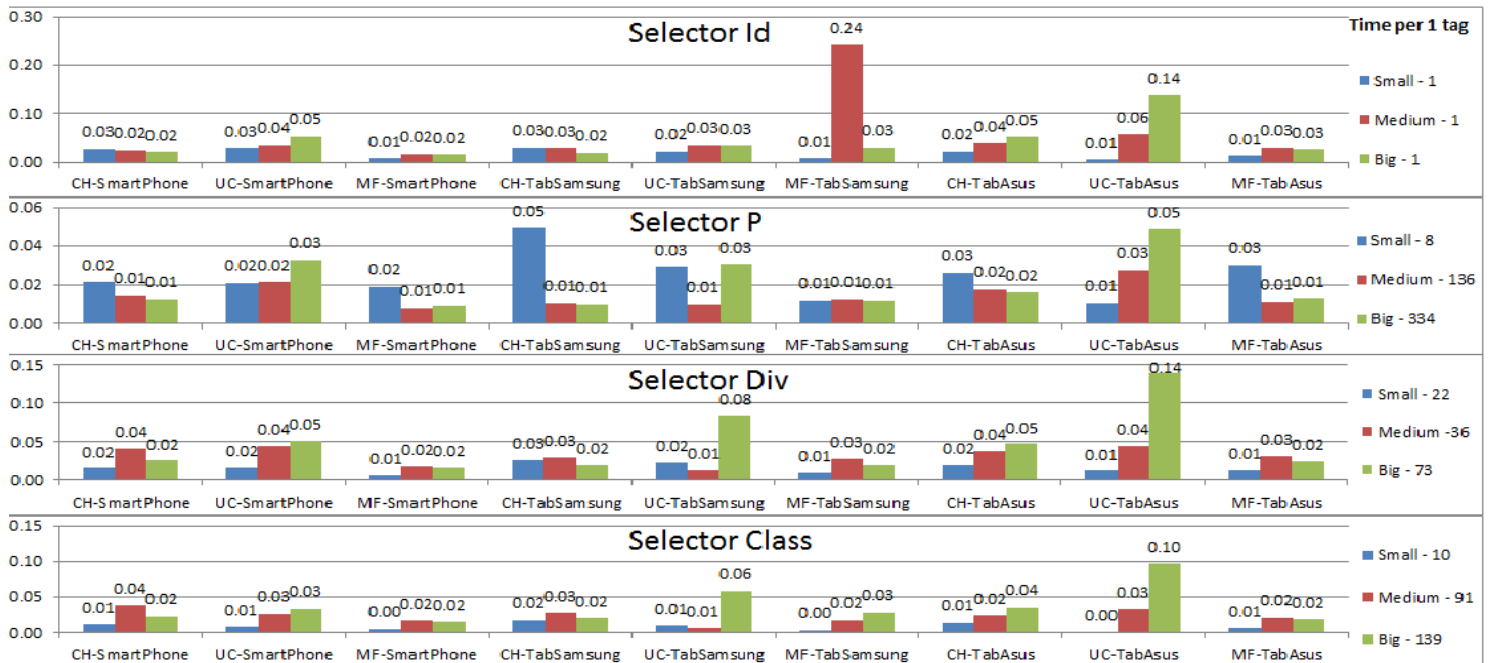 Selector Id
Time per 1 tag
0.30
0.20
0.10
0.00
0.03 0.02 0.02
0.03 0.04 0.05
0.01 0.02 0.02
0.03 0.03 0.02
0.02 0.03 0.03
0.01 0.24 0.03
0.02 0.04 0.05
0.01 0.06 0.14
0.01 0.03 0.03
CH-SmartPhone UC-SmartPhone MF-SmartPhone CH-TabSamsung UC-TabSamsung MF-TabSamsung CH-TabAsus UC-TabAsus MF-TabAsus
Small - 1
Medium - 1
Big - 1
Selector P
0.06
0.04
0.02
0.00
0.02 0.01 0.01
0.02 0.02 0.03
0.02 0.01 0.01
0.05 0.01 0.01
0.03 0.01 0.03
0.01 0.01 0.01
0.03 0.02 0.02
0.01 0.03 0.05
0.03 0.01 0.01
CH-SmartPhone UC-SmartPhone MF-SmartPhone CH-TabSamsung UC-TabSamsung MF-TabSamsung CH-TabAsus UC-TabAsus MF-TabAsus
Small - 8
Medium - 136
Big - 334
Selector Div
0.15
0.10
0.05
0.00
0.02 0.04 0.02
0.02 0.04 0.05
0.01 0.02 0.02
0.03 0.03 0.02
0.02 0.01 0.08
0.01 0.03 0.02
0.02 0.04 0.05
0.01 0.04 0.14
0.01 0.03 0.02
CH-SmartPhone UC-SmartPhone MF-SmartPhone CH-TabSamsung UC-TabSamsung MF-TabSamsung CH-TabAsus UC-TabAsus MF-TabAsus
Small - 22
Medium -36
Big - 73
Selector Class
0.15
0.10
0.05
0.00
0.01 0.04 0.02
0.01 0.03 0.03
0.00 0.02 0.02
0.02 0.03 0.02
0.01 0.01 0.06
0.00 0.02 0.03
0.01 0.02 0.04
0.00 0.03 0.10
0.01 0.02 0.02
CH-SmartPhone UC-SmartPhone MF-SmartPhone CH-TabSamsung UC-TabSamsung MF-TabSamsung CH-TabAsus UC-TabAsus MF-TabAsus
Small - 10
Medium - 91
Big - 139